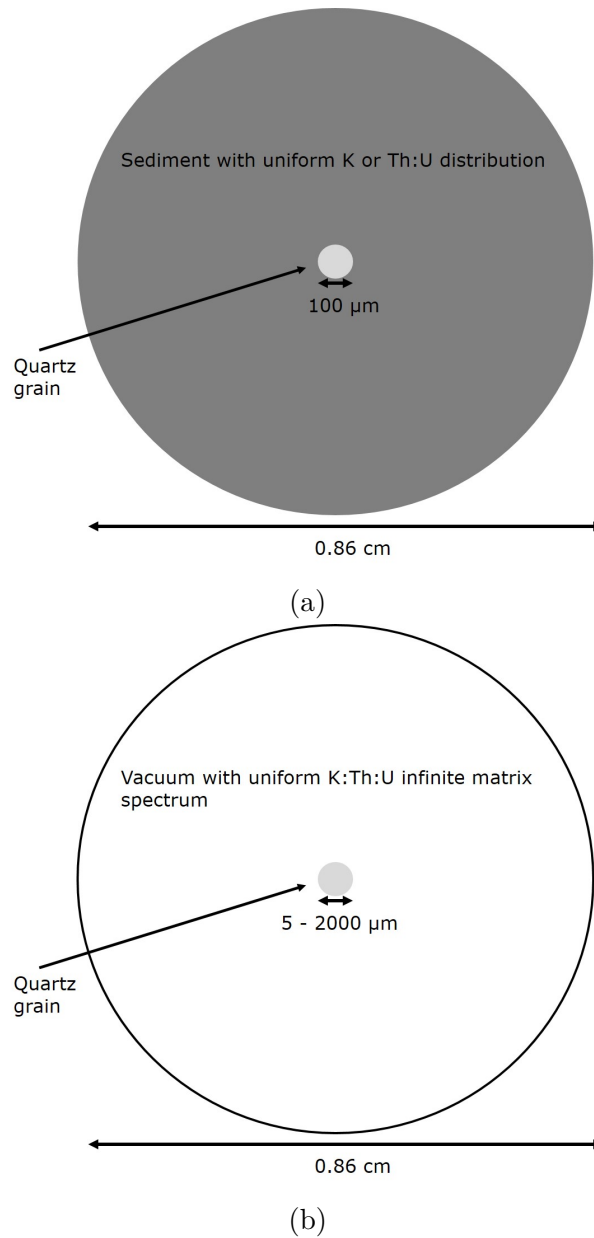 Sediment with uniform K or Th:U distribution
100 µm
Quartz
grain
0.86 cm
(a)
Vacuum with uniform K:Th:U infinite matrix
spectrum
5 - 2000 µm
Quartz
grain
0.86 cm
(b)